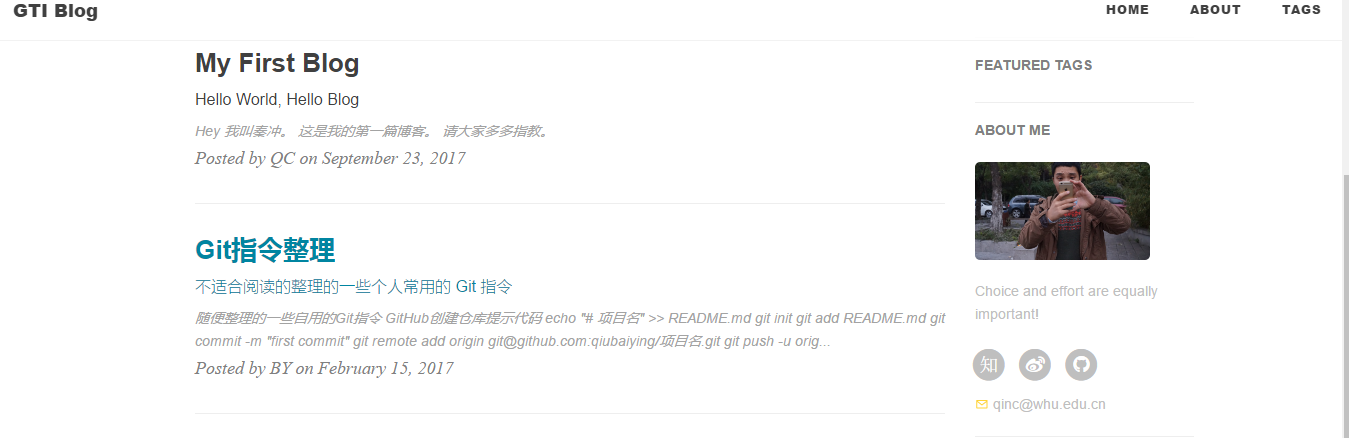 GTI Blog
HOME ABOUT TAGS
My First Blog
Hello World, Hello Blog
Hey 我叫秦冲。 这是我的第一篇博客。 请大家多多指教。
Posted by QC on September 23, 2017
Git指令整理
不适合阅读的整理的一些个人常用的 Git 指令
随便整理的一些自用的Git指令 GitHub创建仓库提示代码 echo "# 项目名" >> README.md git init git add README.md git
commit -m "first commit" git remote add origin git@github.com:qiubaiying/项目名.git git push -u orig...
Posted by BY on February 15, 2017
FEATURED TAGS
ABOUT ME
Choice and effort are equally
important!
知
qinc@whu.edu.cn